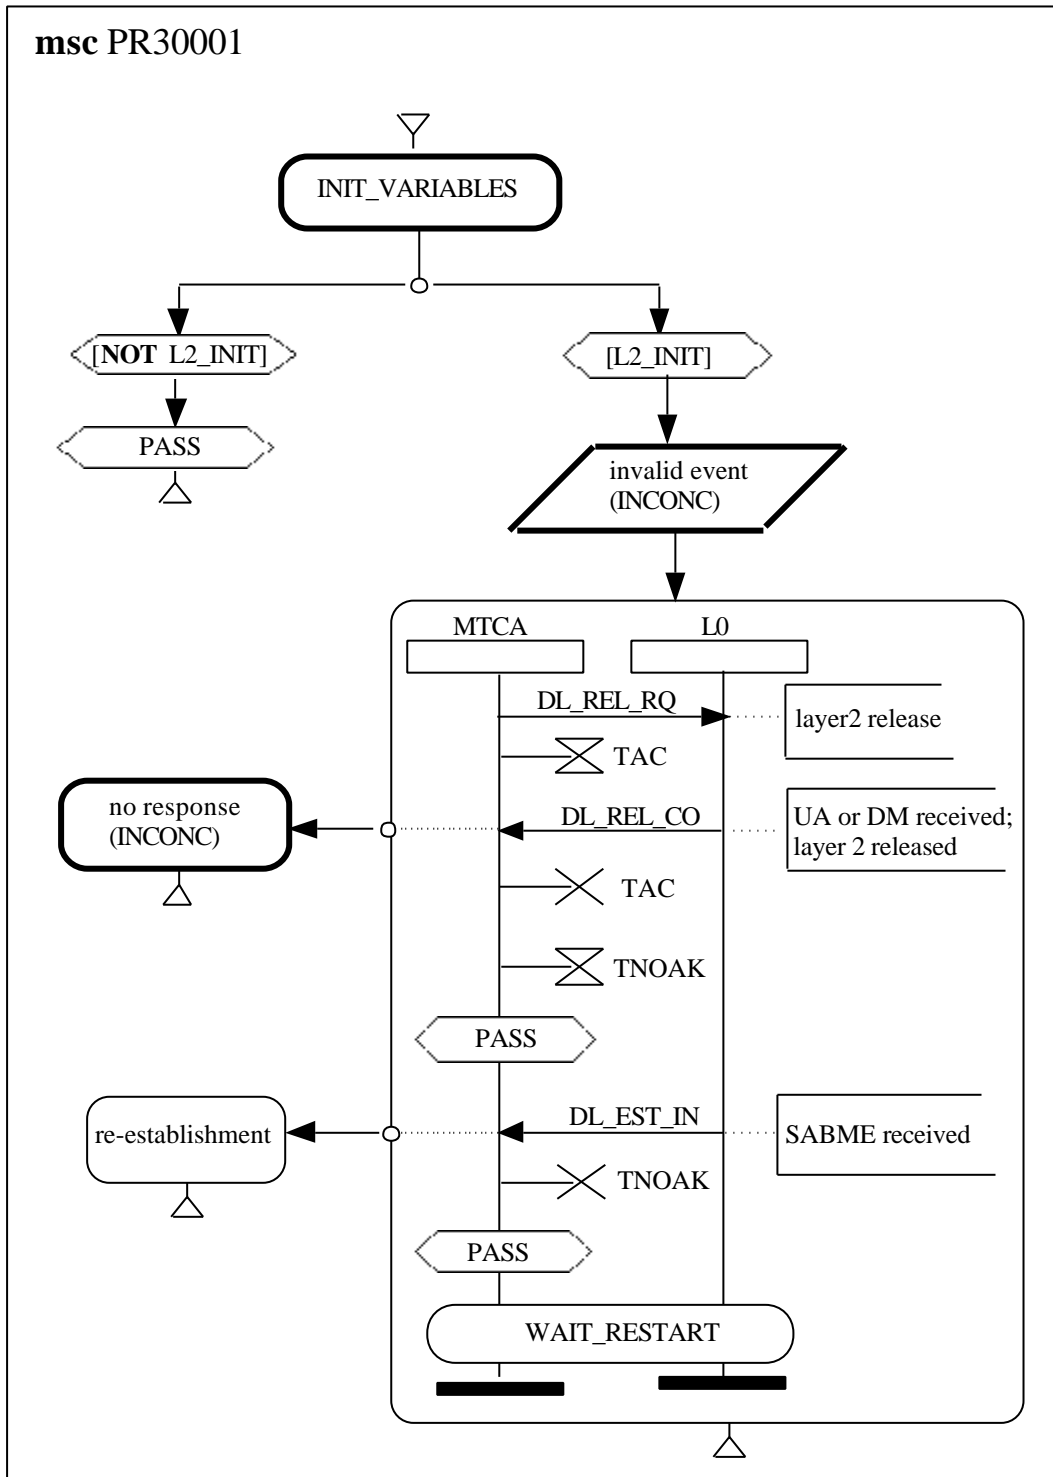 msc PR30001
INIT_VARIABLES
[NOT L2_INIT]
[L2_INIT]
PASS
invalid event
(INCONC)
MTCA
L0
DL_REL_RQ
layer2 release
TAC
no response
(INCONC)
DL_REL_CO
UA or DM received;
layer 2 released
TAC
TNOAK
PASS
re-establishment
DL_EST_IN
SABME received
TNOAK
PASS
WAIT_RESTART